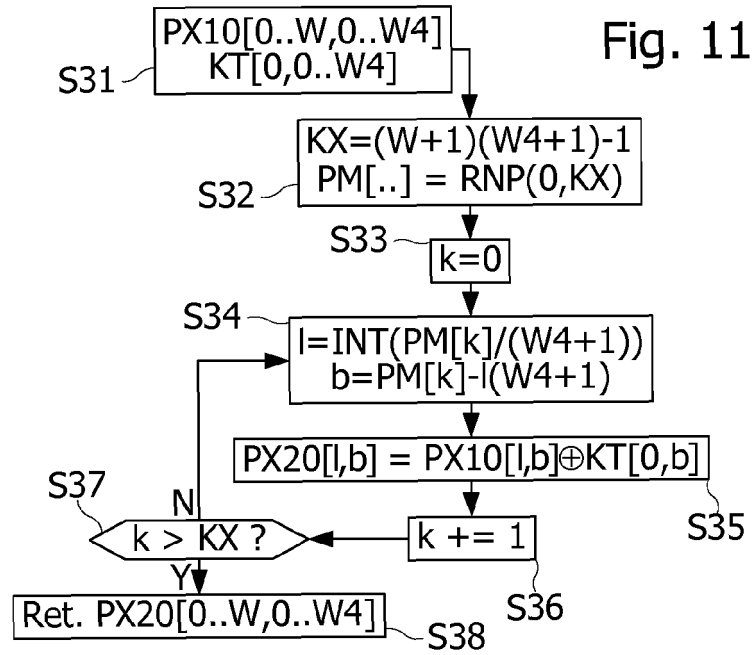 Fig. 11
PX10[0..W,0..W4]
KT[0,0..W4]
S31
KX=(W+1)(W4+1)-1
PM[..] = RNP(0,KX)
S32
S33
k=0
S34
l=INT(PM[k]/(W4+1))
b=PM[k]-l(W4+1)
PX20[l,b] = PX10[l,b]⊕KT[0,b]
S35
S37
N
k > KX ?
k += 1
S36
Y
Ret. PX20[0..W,0..W4]
S38